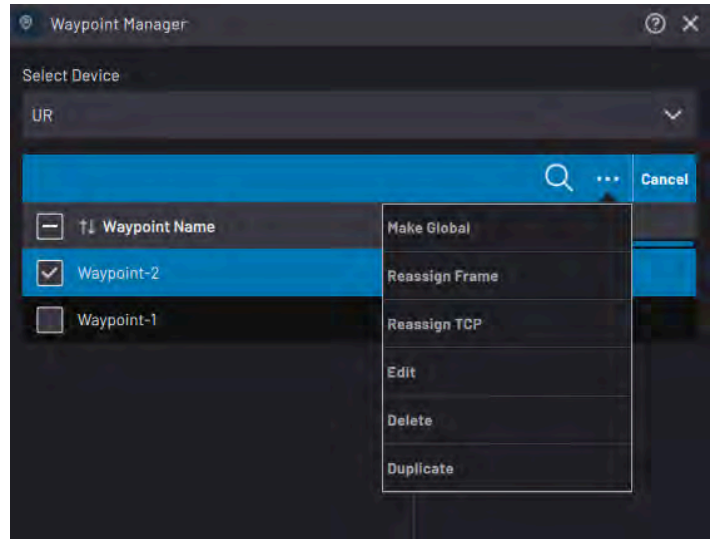 Waypoint Manager
Select Device
UR
Cancel
Waypoint Name
Make Global
Waypoint-2
Reassign Frame
Waypoint-1
Reassign TCP
Edit
Delete
Duplicate